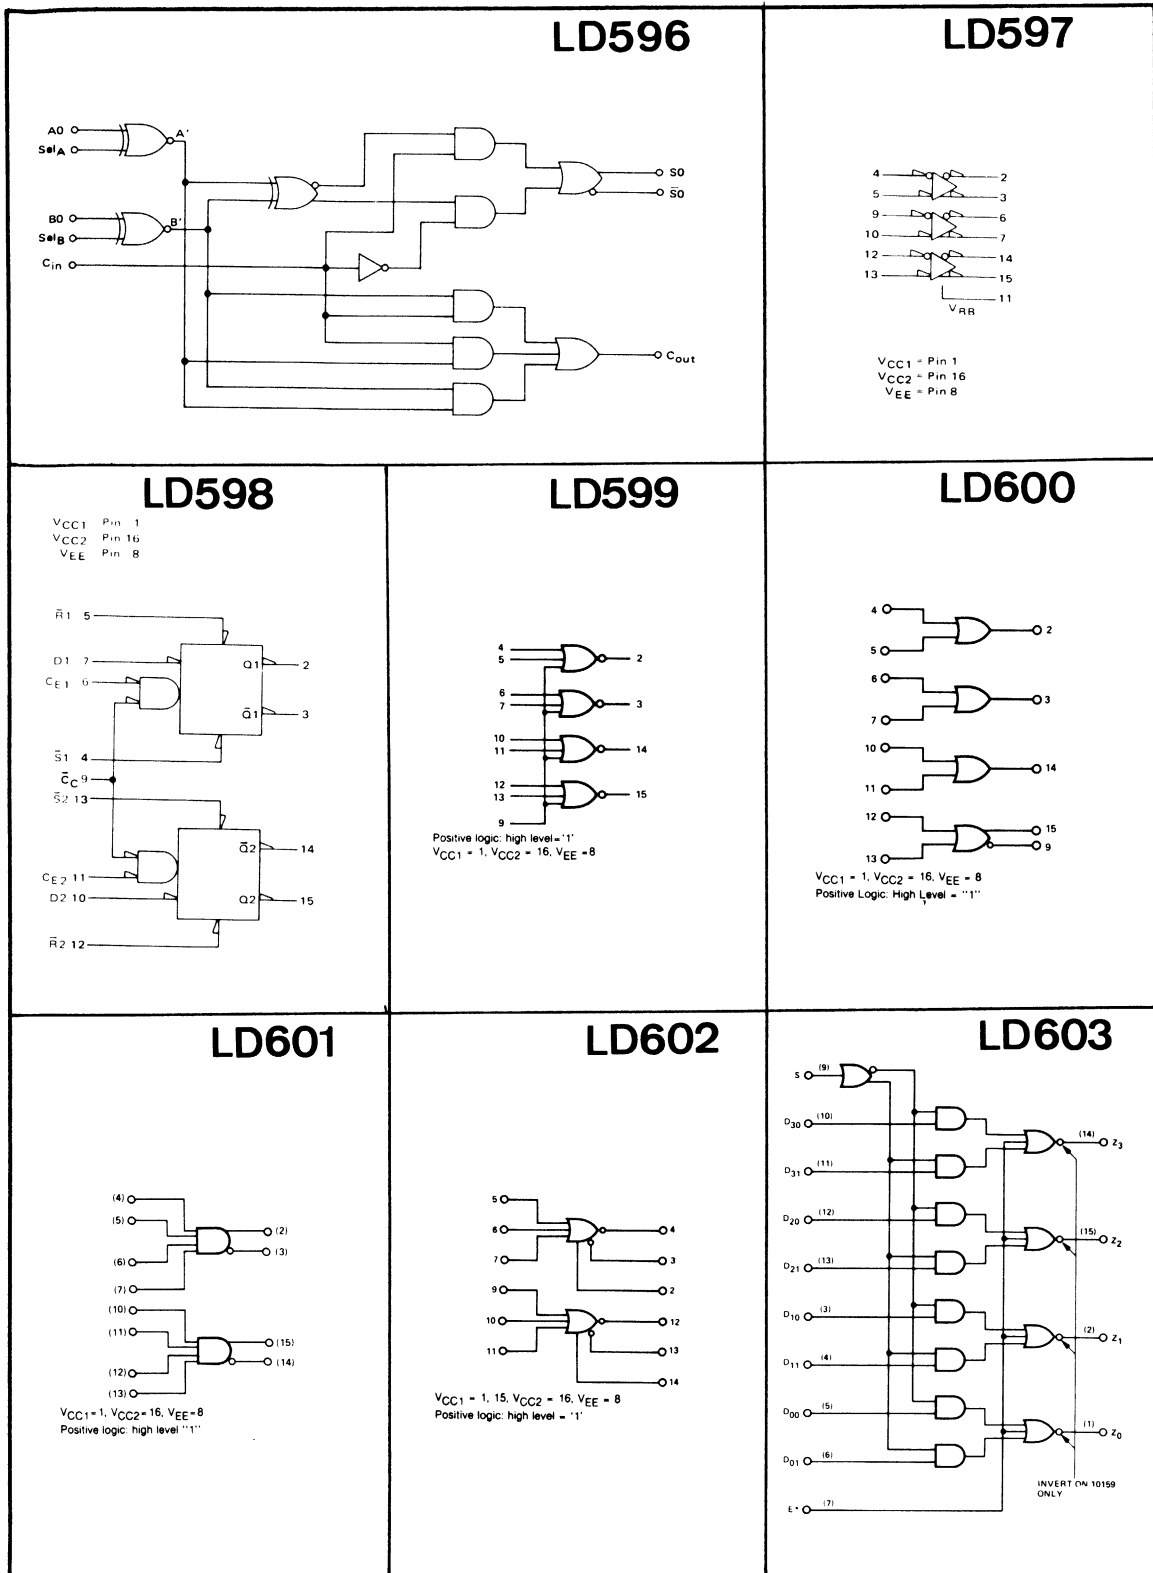 LD596
A0
SelA
A'
B0
SelB
B'
Cin
S0
S̄0
Cout
LD597
4
2
5
3
9
6
10
7
12
14
13
15
11
VBB
VCC1 = Pin 1
VCC2 = Pin 16
VEE = Pin 8
LD598
VCC1 Pin 1
VCC2 Pin 16
VEE Pin 8
R̄1 5
D1 7
CE1 6
Q1 2
Q̄1 3
S̄1 4
C̄C 9
S̄2 13
Q̄2 14
CE2 11
D2 10
Q2 15
R̄2 12
LD599
4
5
2
6
7
3
10
11
14
12
13
15
9
Positive logic: high level='1'
VCC1 = 1, VCC2 = 16, VEE =8
LD600
4
2
5
6
3
7
10
14
11
12
15
9
13
VCC1 = 1, VCC2 = 16, VEE = 8
Positive Logic: High Level = "1"
LD601
(4)
(5)
(2)
(3)
(6)
(7)
(10)
(11)
(15)
(14)
(12)
(13)
VCC1=1, VCC2=16, VEE=8
Positive logic: high level "1"
LD602
5
6
4
7
3
2
9
10
12
11
13
14
VCC1 = 1, 15, VCC2 = 16, VEE = 8
Positive logic: high level = '1'
LD603
S (9)
D30 (10)
(14) Z3
D31 (11)
D20 (12)
(15) Z2
D21 (13)
D10 (3)
(2) Z1
D11 (4)
D00 (5)
(1) Z0
D01 (6)
INVERT ON 10159
ONLY
E* (7)